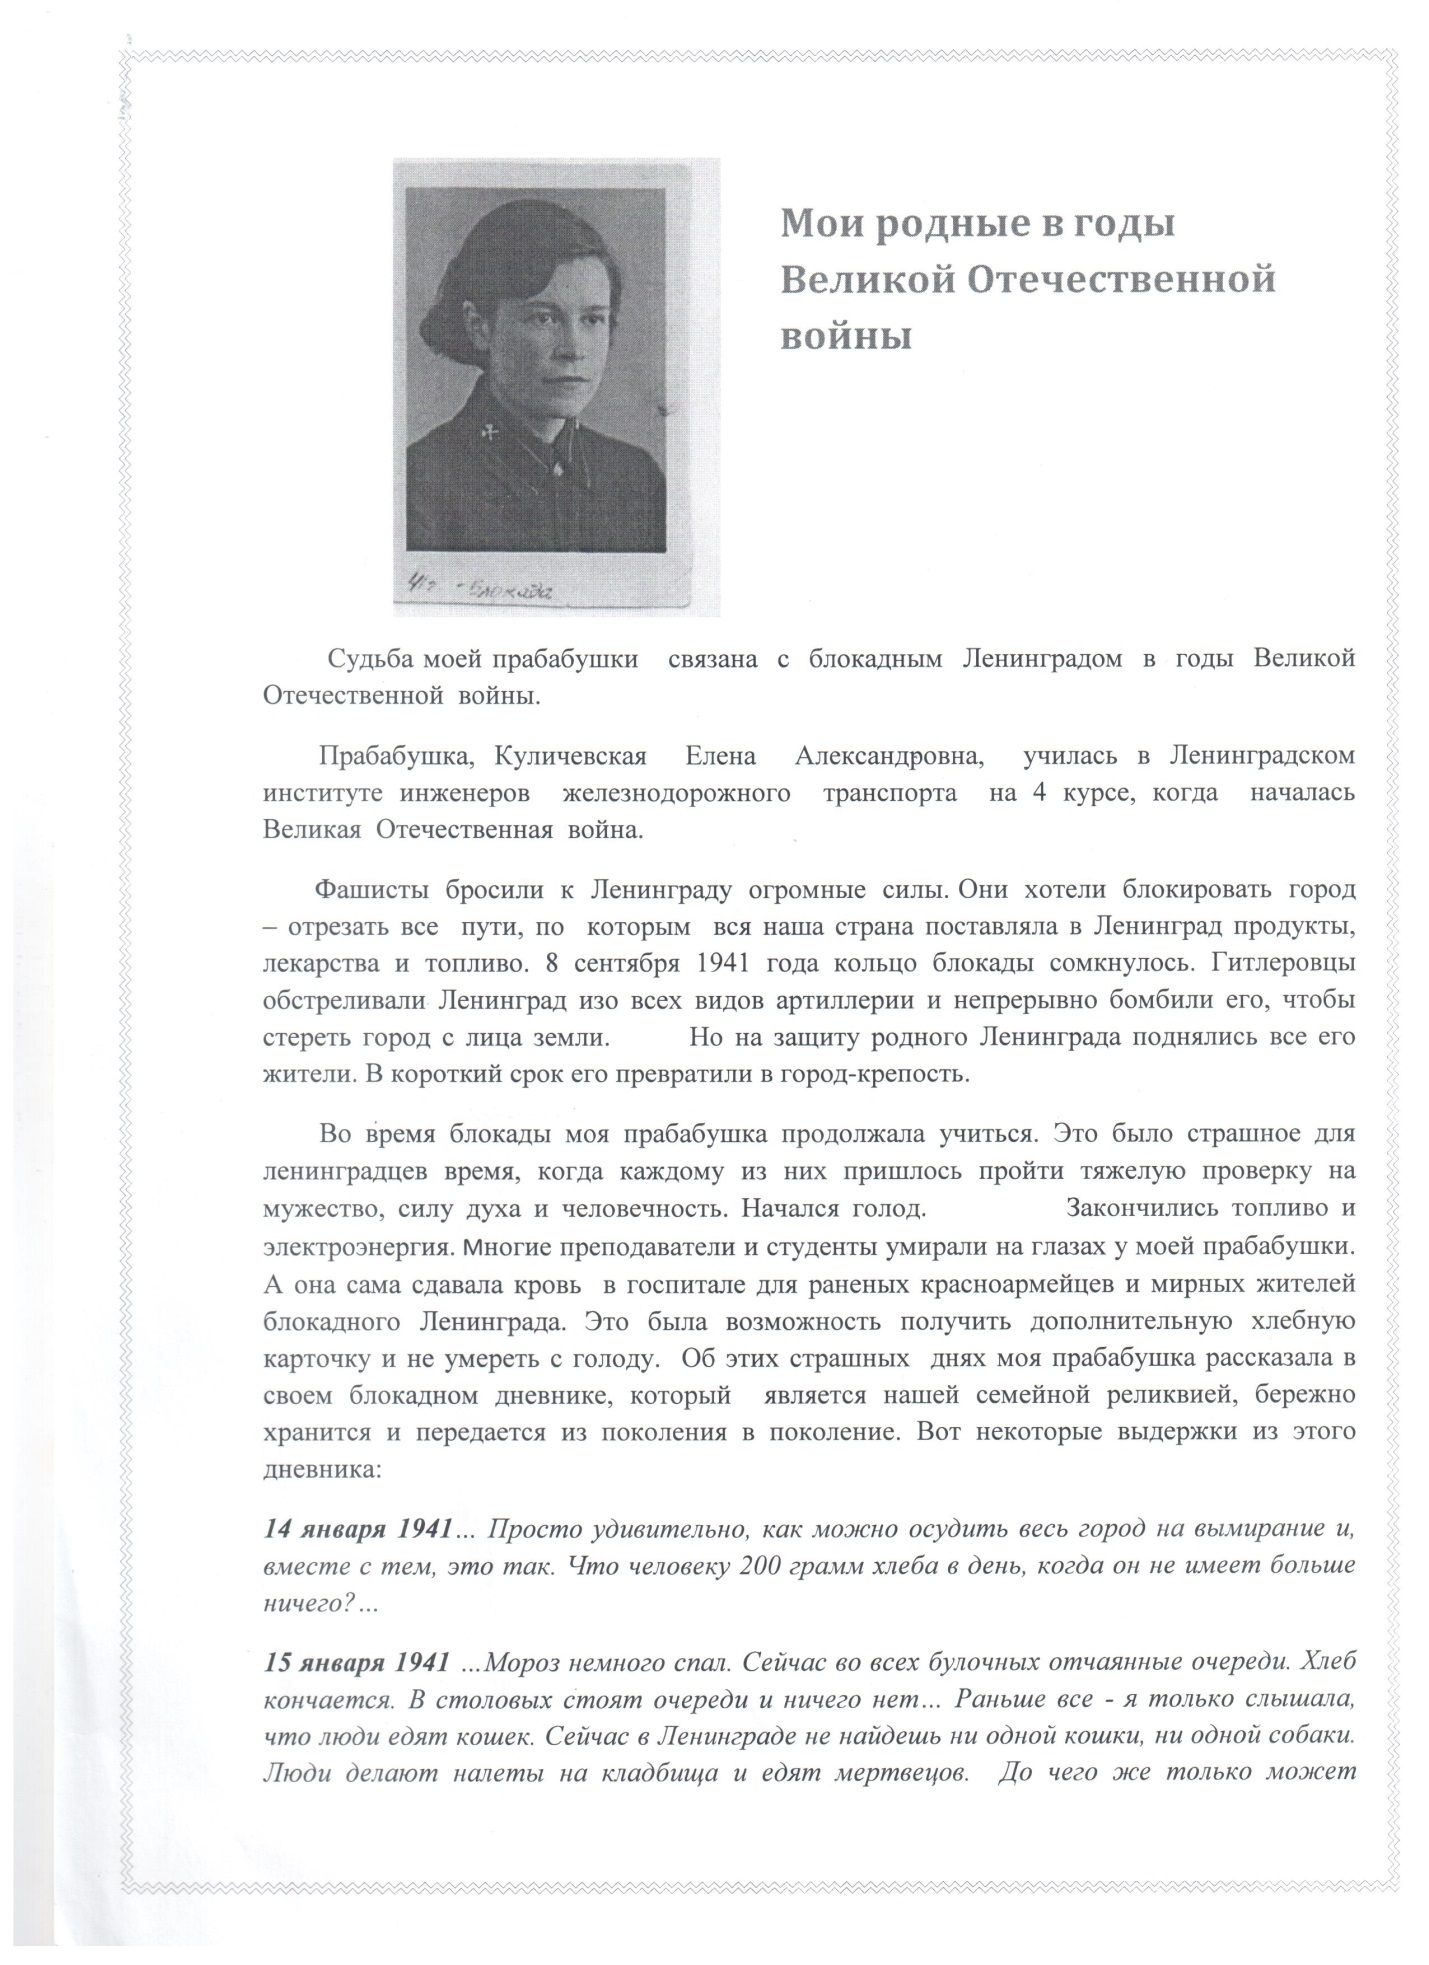 Мои родные в годы
Великой Отечественной
войны
41г - Блокада
Судьба моей прабабушки связана с блокадным Ленинградом в годы Великой
Отечественной войны.
Прабабушка, Куличевская Елена Александровна, училась в Ленинградском
институте инженеров железнодорожного транспорта на 4 курсе, когда началась
Великая Отечественная война.
Фашисты бросили к Ленинграду огромные силы. Они хотели блокировать город
– отрезать все пути, по которым вся наша страна поставляла в Ленинград продукты,
лекарства и топливо. 8 сентября 1941 года кольцо блокады сомкнулось. Гитлеровцы
обстреливали Ленинград изо всех видов артиллерии и непрерывно бомбили его, чтобы
стереть город с лица земли. Но на защиту родного Ленинграда поднялись все его
жители. В короткий срок его превратили в город-крепость.
Во время блокады моя прабабушка продолжала учиться. Это было страшное для
ленинградцев время, когда каждому из них пришлось пройти тяжелую проверку на
мужество, силу духа и человечность. Начался голод. Закончились топливо и
электроэнергия. Многие преподаватели и студенты умирали на глазах у моей прабабушки.
А она сама сдавала кровь в госпитале для раненых красноармейцев и мирных жителей
блокадного Ленинграда. Это была возможность получить дополнительную хлебную
карточку и не умереть с голоду. Об этих страшных днях моя прабабушка рассказала в
своем блокадном дневнике, который является нашей семейной реликвией, бережно
хранится и передается из поколения в поколение. Вот некоторые выдержки из этого
дневника:
14 января 1941... Просто удивительно, как можно осудить весь город на вымирание и,
вместе с тем, это так. Что человеку 200 грамм хлеба в день, когда он не имеет больше
ничего?...
15 января 1941 ...Мороз немного спал. Сейчас во всех булочных отчаянные очереди. Хлеб
кончается. В столовых стоят очереди и ничего нет... Раньше все - я только слышала,
что люди едят кошек. Сейчас в Ленинграде не найдешь ни одной кошки, ни одной собаки.
Люди делают налеты на кладбища и едят мертвецов. До чего же только может